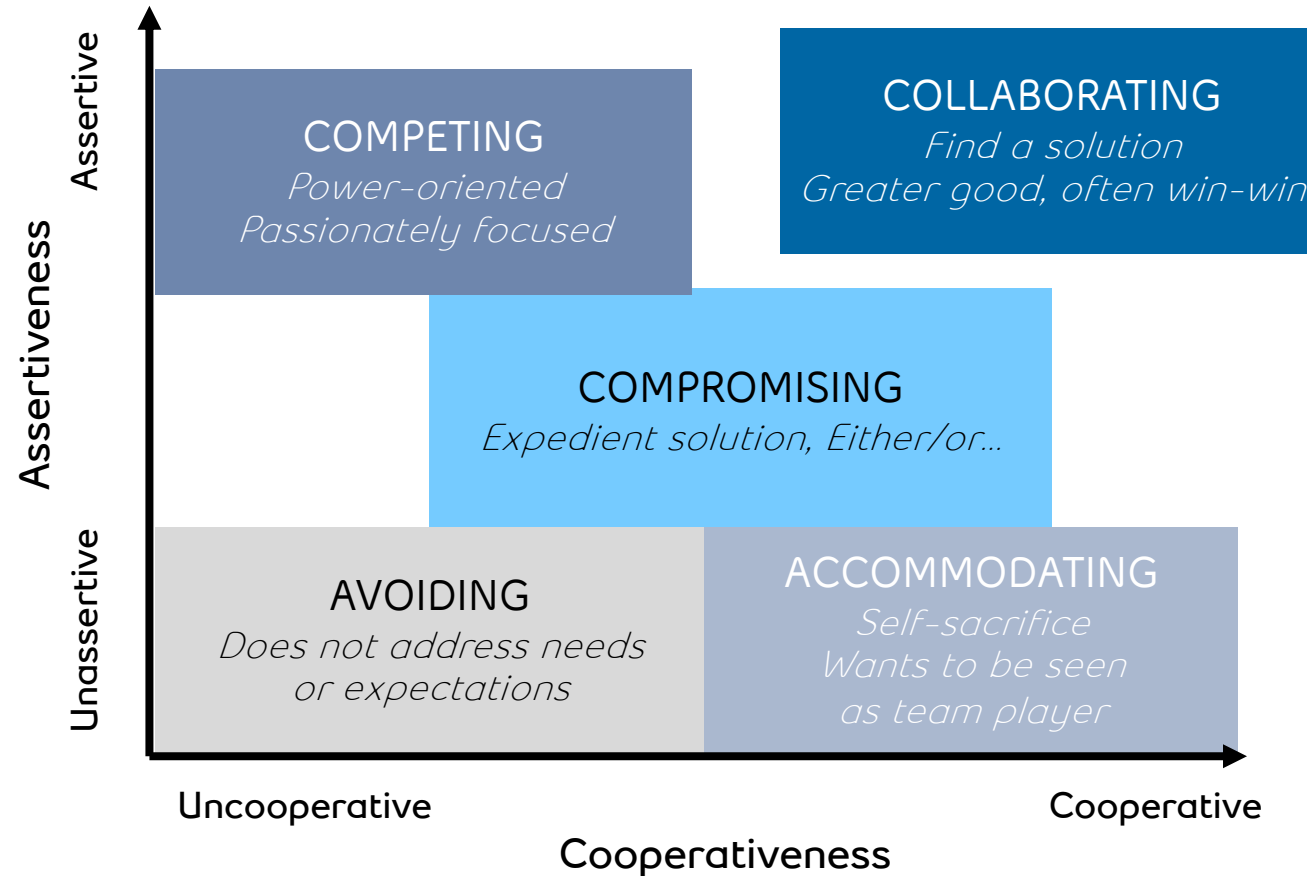 Assertiveness
Assertive
Unassertive
COMPETING
Power-oriented
Passionately focused
COLLABORATING
Find a solution
Greater good, often win-win
COMPROMISING
Expedient solution, Either/or…
AVOIDING
Does not address needs
or expectations
ACCOMMODATING
Self-sacrifice
Wants to be seen
as team player
Uncooperative
Cooperative
Cooperativeness